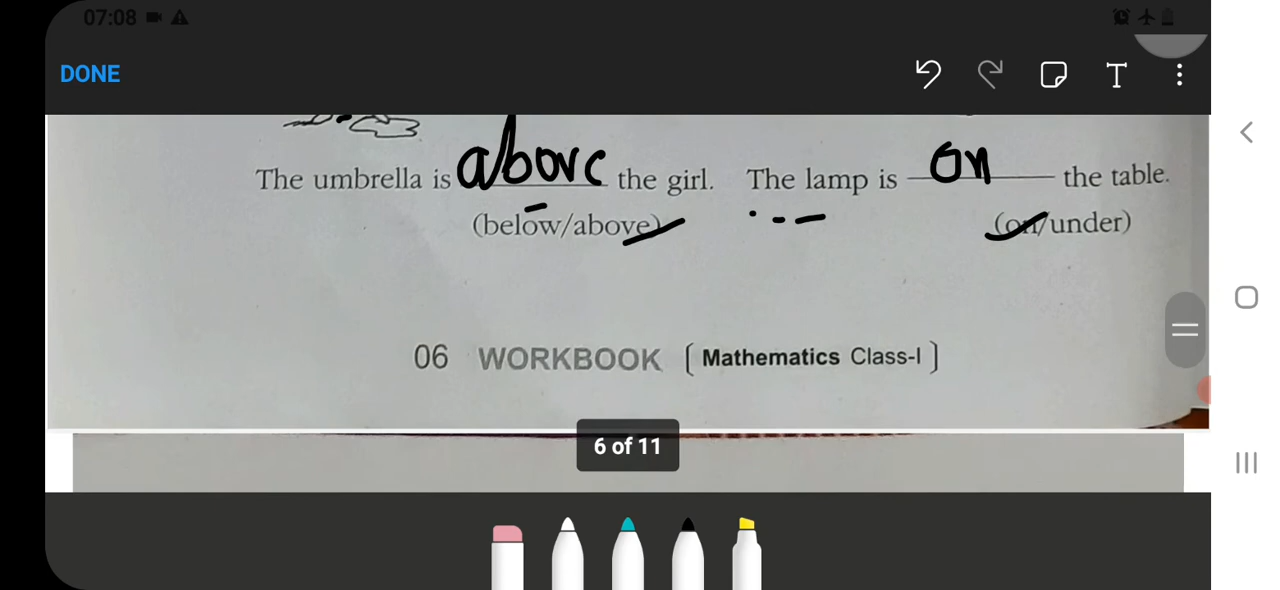 07:08
DONE
T
The umbrella is above the girl. The lamp is on the table.
(below/above) (on/under)
06 WORKBOOK [Mathematics Class-I]
6 of 11